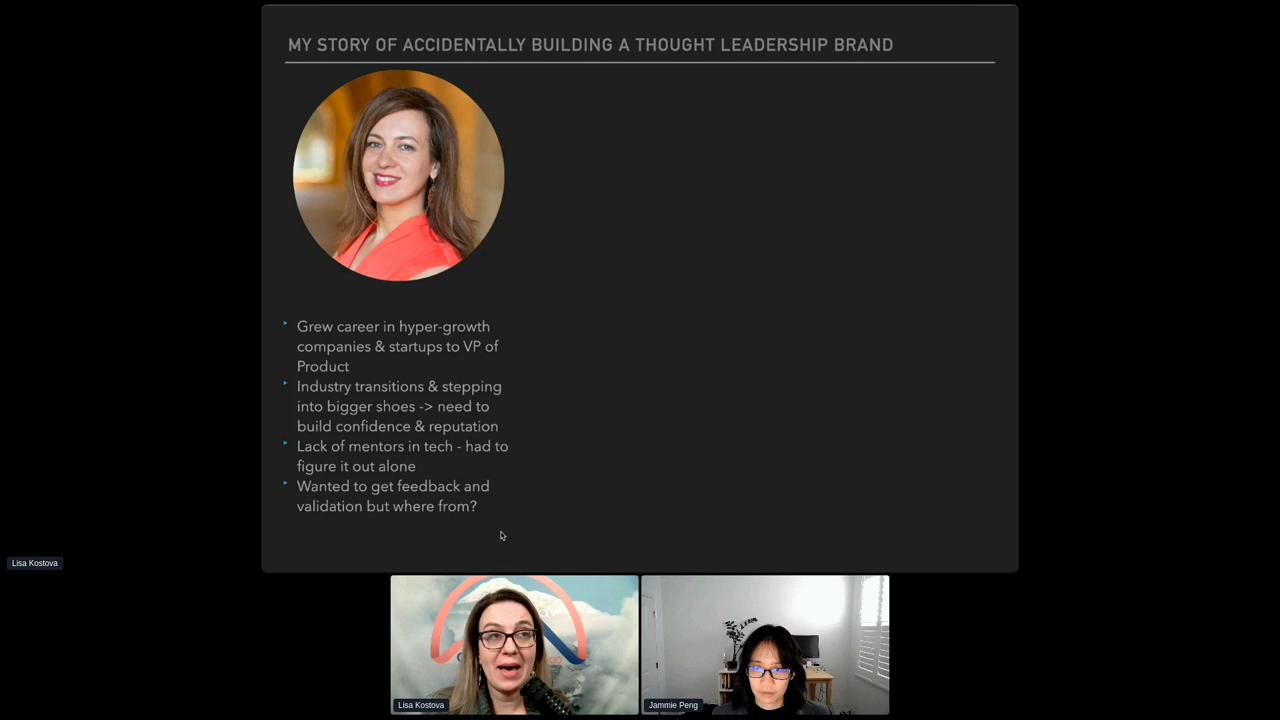 MY STORY OF ACCIDENTALLY BUILDING A THOUGHT LEADERSHIP BRAND
Grew career in hyper-growth
companies & startups to VP of
Product
Industry transitions & stepping
into bigger shoes -> need to
build confidence & reputation
Lack of mentors in tech - had to
figure it out alone
Wanted to get feedback and
validation but where from?
Lisa Kostova
Lisa Kostova
Jammie Peng